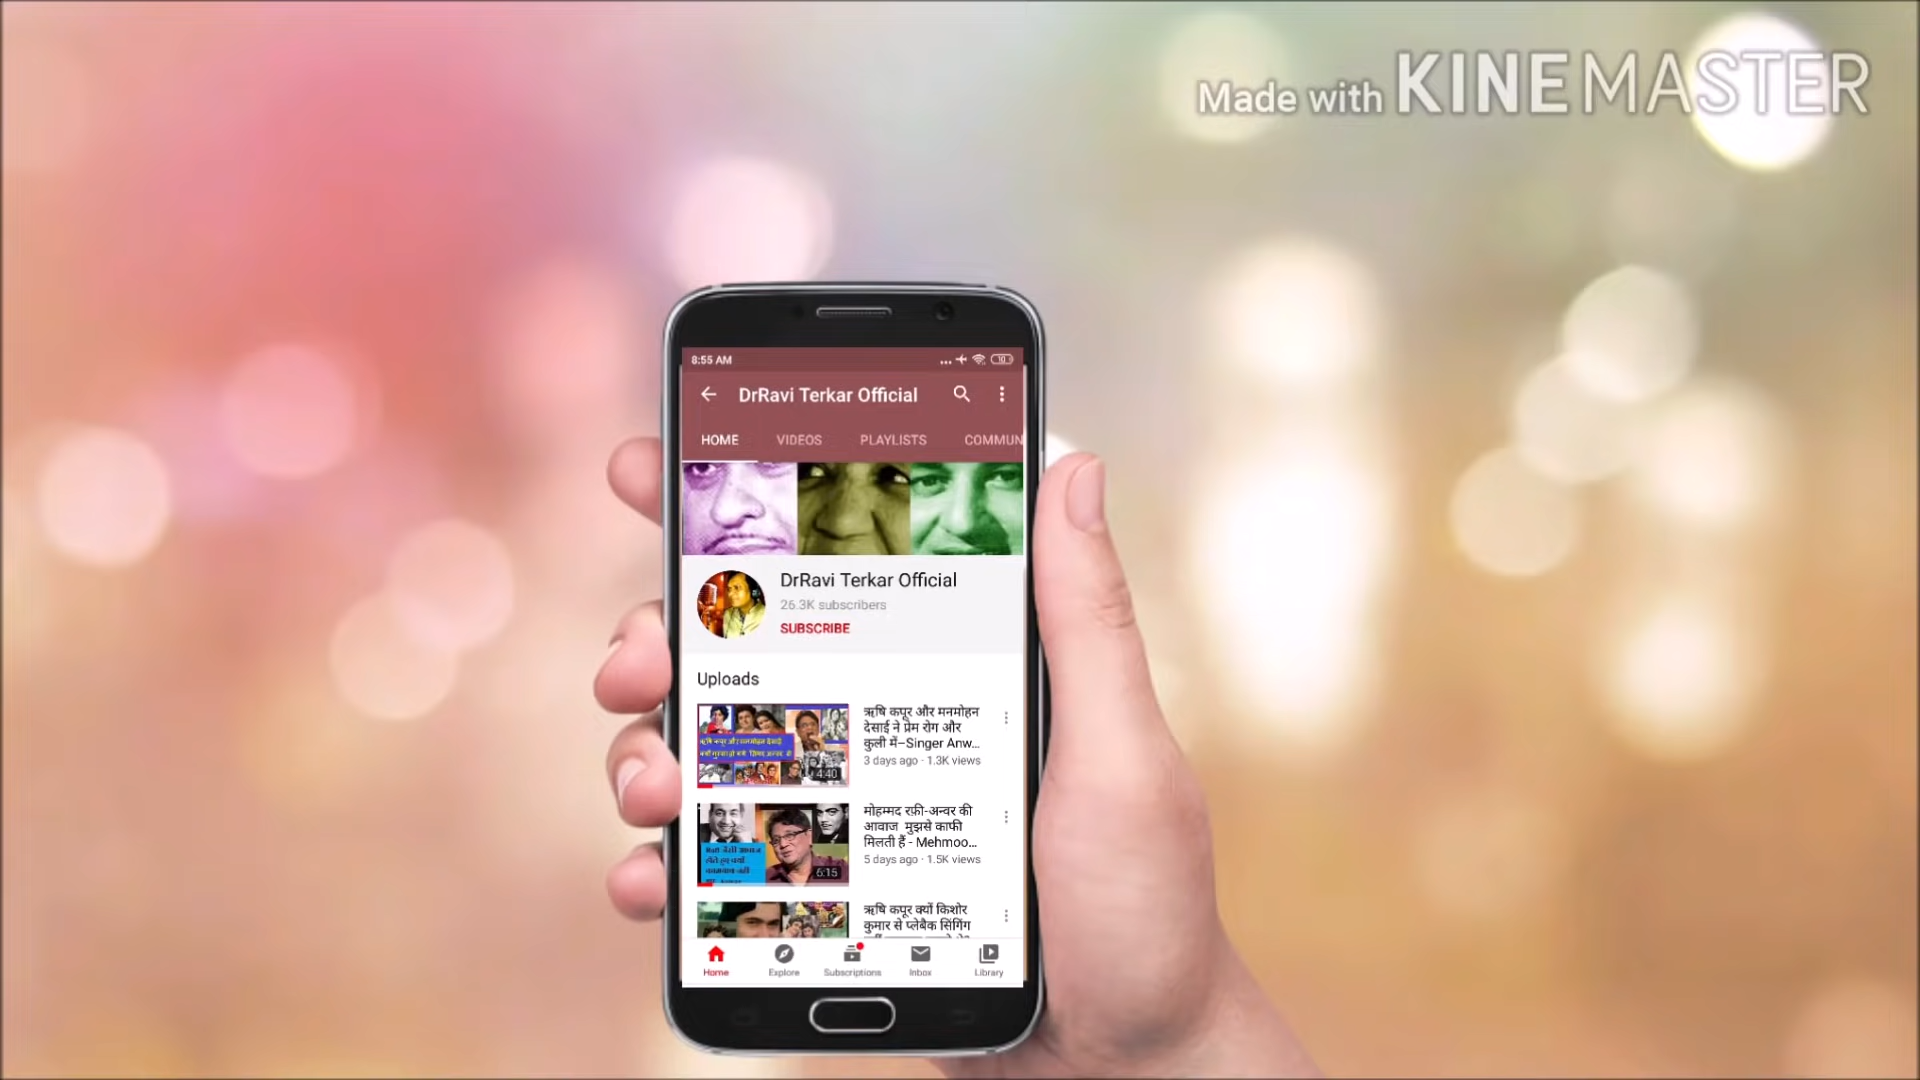 Made with KINEMASTER
8:55 AM
DrRavi Terkar Official
HOME VIDEOS PLAYLISTS COMMUN
DrRavi Terkar Official
26.3K subscribers
SUBSCRIBE
Uploads
ऋषि कपूर और मनमोहन
देसाई ने प्रेम रोग और
कुली में–Singer Anw...
3 days ago · 1.3K views
4:40
मोहम्मद रफ़ी-अन्वर की
आवाज मुझसे काफी
मिलती हैं - Mehmoo...
5 days ago · 1.5K views
6:15
ऋषि कपूर क्यों किशोर
कुमार से प्लेबैक सिंगिंग
Home Explore Subscriptions Inbox Library